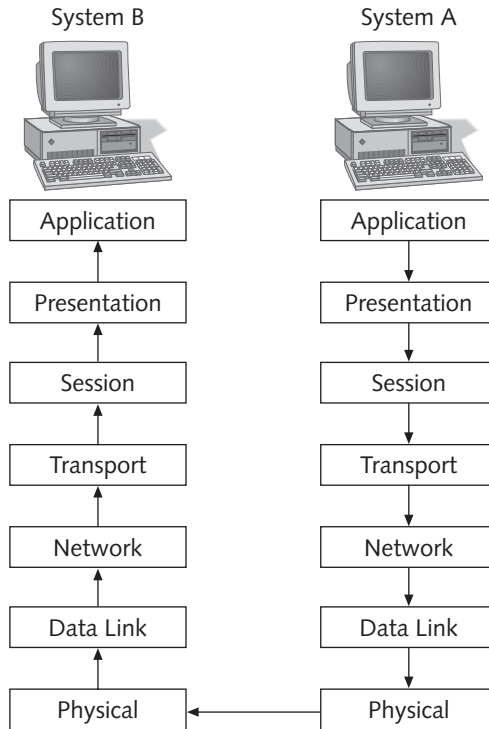 System B
System A
Application
Application
Presentation
Presentation
Session
Session
Transport
Transport
Network
Network
Data Link
Data Link
Physical
Physical